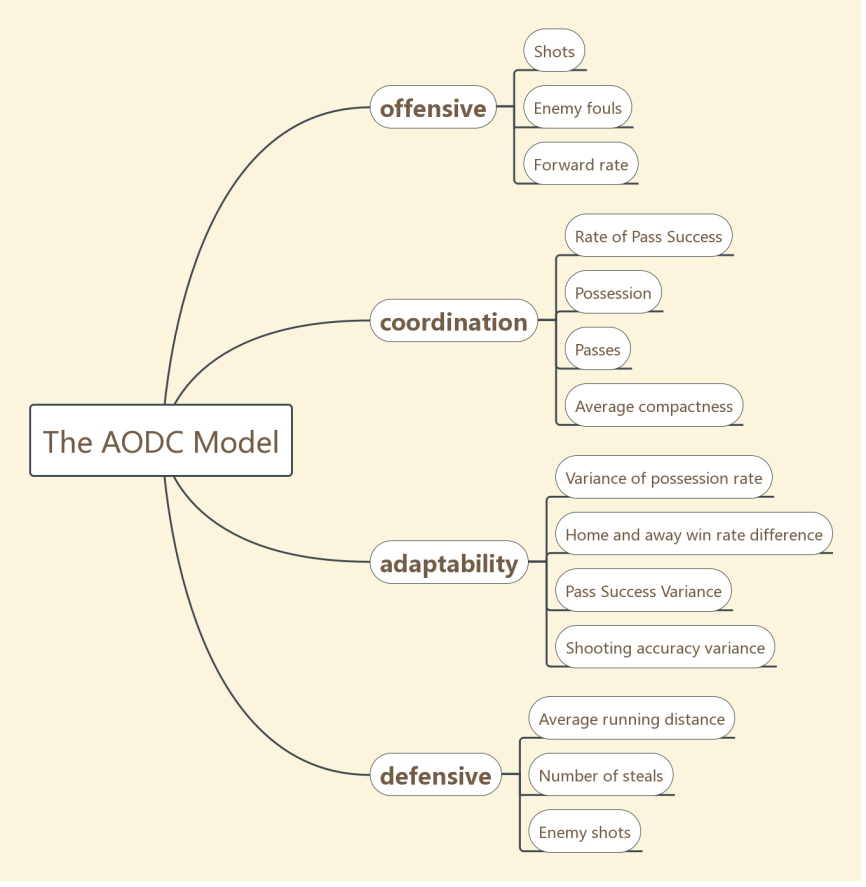 The AODC Model
offensive
Shots
Enemy fouls
Forward rate
coordination
Rate of Pass Success
Possession
Passes
Average compactness
adaptability
Variance of possession rate
Home and away win rate difference
Pass Success Variance
Shooting accuracy variance
defensive
Average running distance
Number of steals
Enemy shots